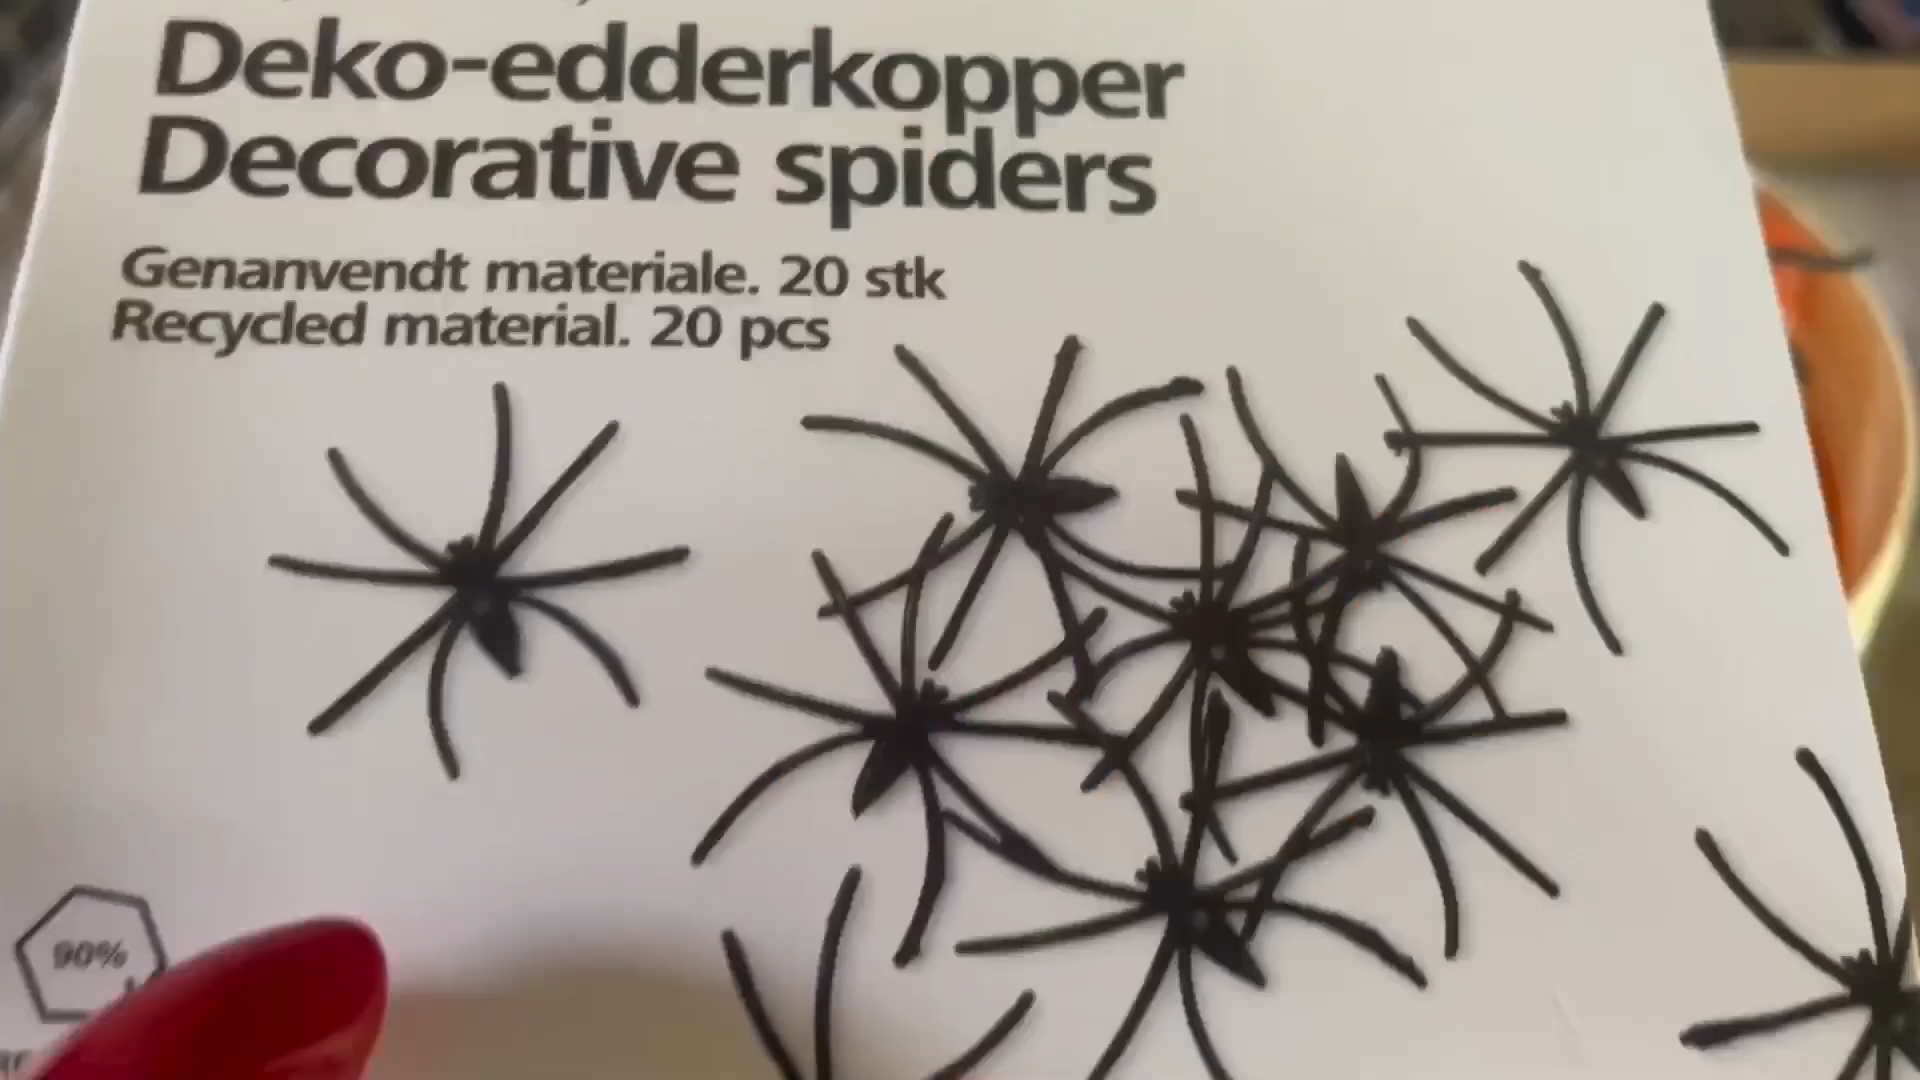 Deko-edderkopper
Decorative spiders
Genanvendt materiale. 20 stk
Recycled material. 20 pcs
90%